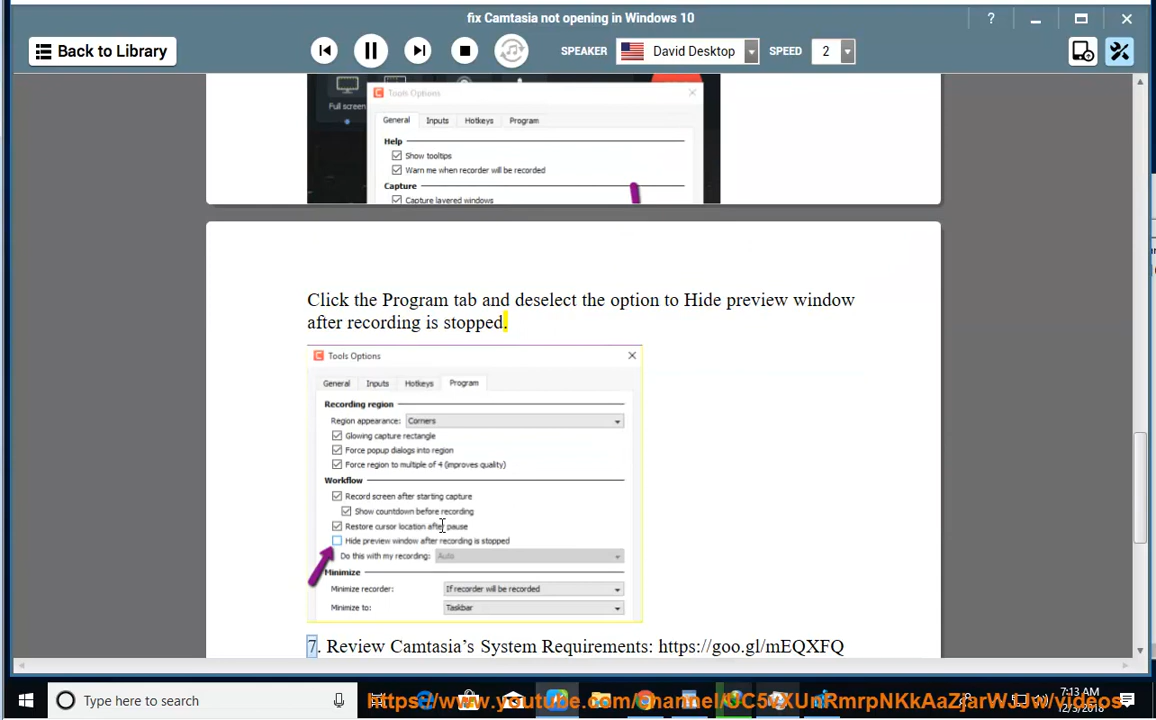 fix Camtasia not opening in Windows 10
?
Back to Library
SPEAKER
David Desktop
SPEED
2
Full screen
Tools Options
General Inputs Hotkeys Program
Help
Show tooltips
Warn me when recorder will be recorded
Capture
Capture layered windows
Click the Program tab and deselect the option to Hide preview window
after recording is stopped.
Tools Options
General Inputs Hotkeys Program
Recording region
Region appearance: Corners
Glowing capture rectangle
Force popup dialogs into region
Force region to multiple of 4 (improves quality)
Workflow
Record screen after starting capture
Show countdown before recording
Restore cursor location after pause
Hide preview window after recording is stopped
Do this with my recording: Auto
Minimize
Minimize recorder: If recorder will be recorded
Minimize to: Taskbar
7. Review Camtasia’s System Requirements: https://goo.gl/mEQXFQ
Type here to search
7:13 AM
12/3/2018